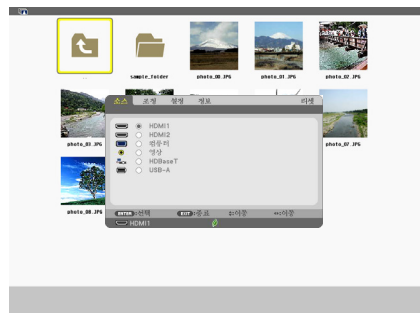 ..
sample_folder
photo_00.JPG
photo_01.JPG
photo_02.JPG
소스 조정 설정 정보 리셋
photo_03.JPG
HDMI1
HDMI2
컴퓨터
영상
HDBaseT
USB-A
photo_07.JPG
photo_08.JPG
ENTER :선택 EXIT :종료 ↕:이동 ↔:이동
HDMI1